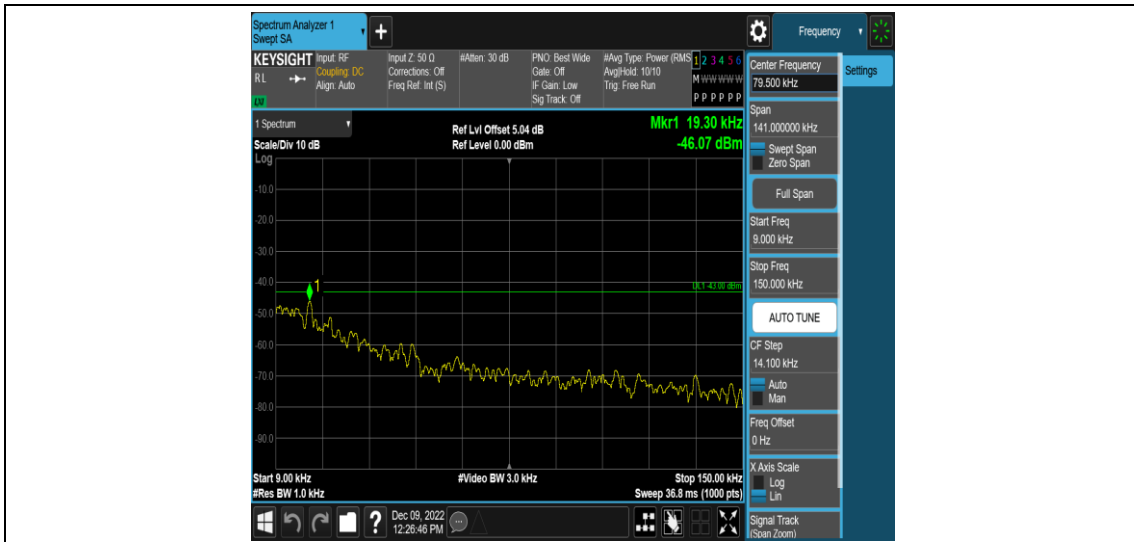 Spectrum Analyzer 1
Swept SA
Frequency
KEYSIGHT
RL
LM
Input: RF
Coupling: DC
Align: Auto
Input Z: 50 Ω
Corrections: Off
Freq Ref: Int (S)
#Atten: 30 dB
PNO: Best Wide
Gate: Off
IF Gain: Low
Sig Track: Off
#Avg Type: Power (RMS
Avg|Hold: 10/10
Trig: Free Run
1 2 3 4 5 6
M W W W W W
P P P P P P
1 Spectrum
Scale/Div 10 dB
Log
Ref Lvl Offset 5.04 dB
Ref Level 0.00 dBm
Mkr1 19.30 kHz
-46.07 dBm
-10.0
-20.0
-30.0
-40.0
-50.0
-60.0
-70.0
-80.0
-90.0
1
DL1 -43.00 dBm
Start 9.00 kHz
#Res BW 1.0 kHz
#Video BW 3.0 kHz
Stop 150.00 kHz
Sweep 36.8 ms (1000 pts)
Dec 09, 2022
12:26:46 PM
Center Frequency
79.500 kHz
Settings
Span
141.000000 kHz
Swept Span
Zero Span
Full Span
Start Freq
9.000 kHz
Stop Freq
150.000 kHz
AUTO TUNE
CF Step
14.100 kHz
Auto
Man
Freq Offset
0 Hz
X Axis Scale
Log
Lin
Signal Track
(Span Zoom)